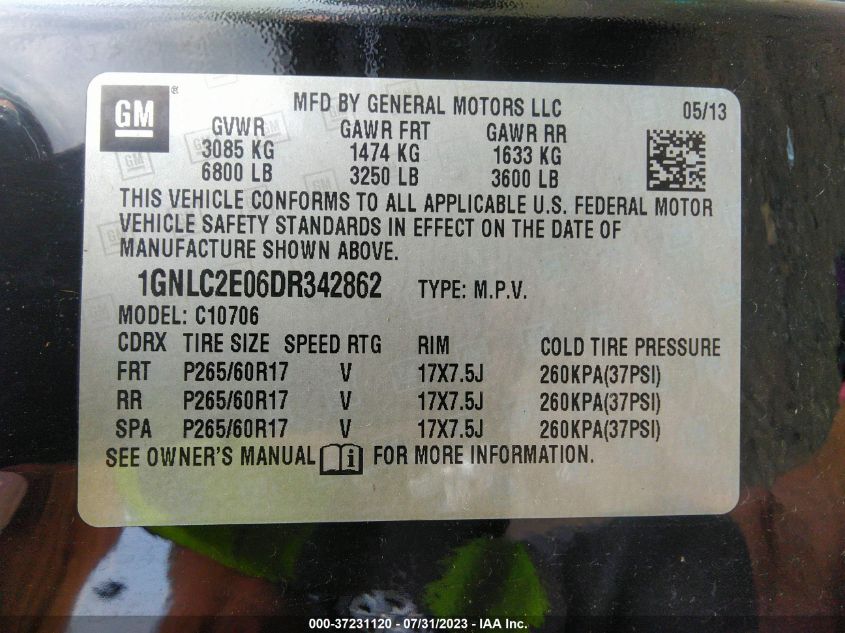 GM ® MFD BY GENERAL MOTORS LLC 05/13
GVWR GAWR FRT GAWR RR
3085 KG 1474 KG 1633 KG
6800 LB 3250 LB 3600 LB
THIS VEHICLE CONFORMS TO ALL APPLICABLE U.S. FEDERAL MOTOR
VEHICLE SAFETY STANDARDS IN EFFECT ON THE DATE OF
MANUFACTURE SHOWN ABOVE.
1GNLC2E06DR342862 TYPE: M.P.V.
MODEL: C10706
CDRX TIRE SIZE SPEED RTG RIM COLD TIRE PRESSURE
FRT P265/60R17 V 17X7.5J 260KPA(37PSI)
RR P265/60R17 V 17X7.5J 260KPA(37PSI)
SPA P265/60R17 V 17X7.5J 260KPA(37PSI)
SEE OWNER'S MANUAL i FOR MORE INFORMATION.
000-37231120 - 07/31/2023 - IAA Inc.